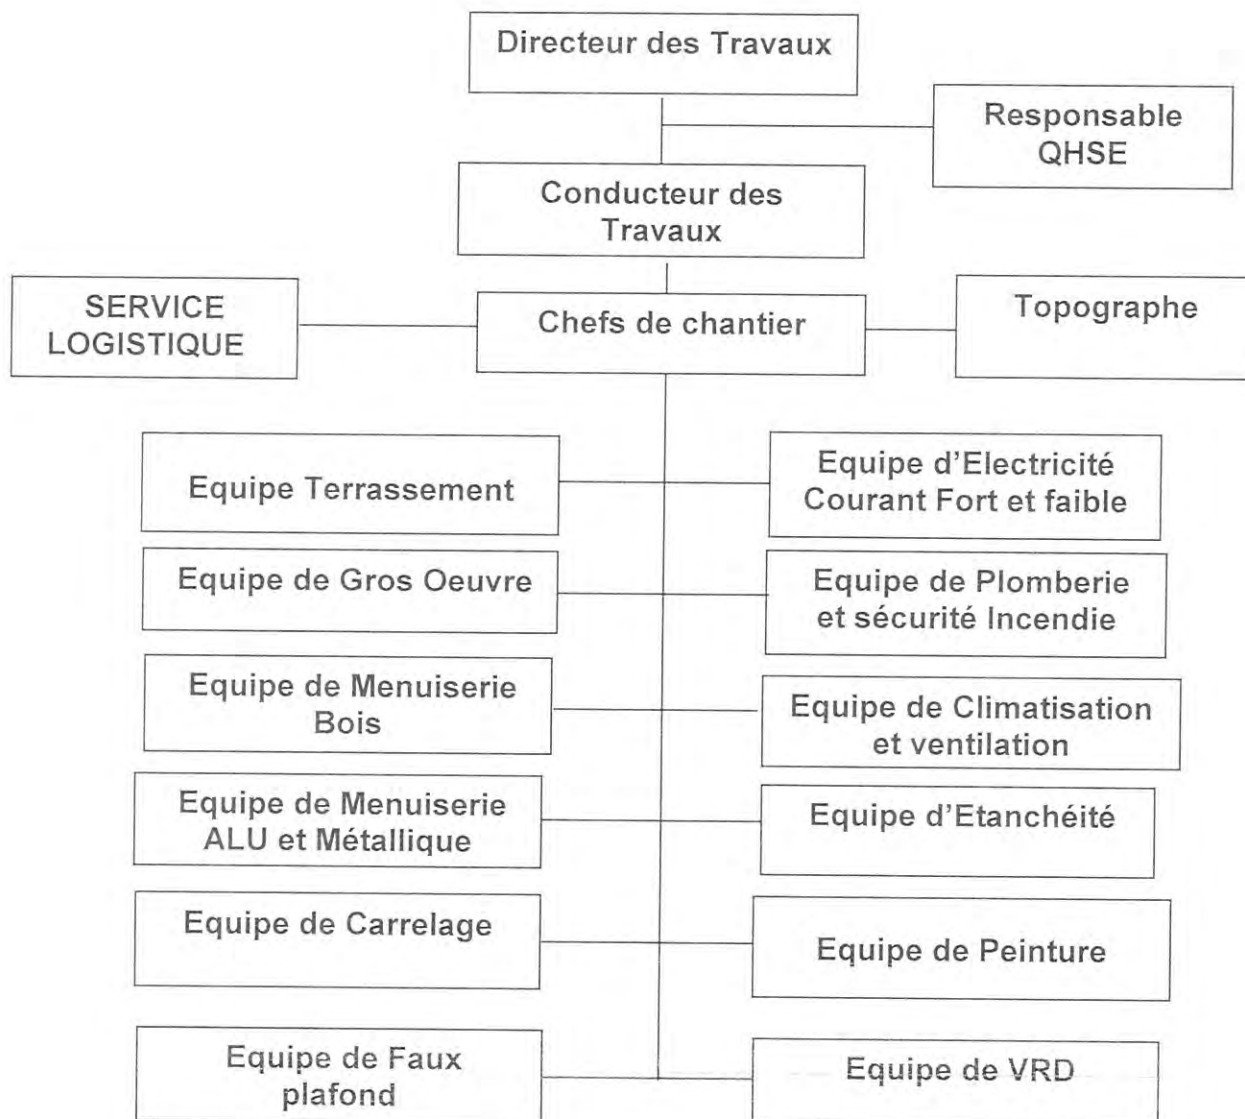 Directeur des Travaux
Responsable
QHSE
Conducteur des
Travaux
SERVICE
LOGISTIQUE
Chefs de chantier
Topographe
Equipe Terrassement
Equipe d'Electricité
Courant Fort et faible
Equipe de Gros Oeuvre
Equipe de Plomberie
et sécurité Incendie
Equipe de Menuiserie
Bois
Equipe de Climatisation
et ventilation
Equipe de Menuiserie
ALU et Métallique
Equipe d'Etanchéité
Equipe de Carrelage
Equipe de Peinture
Equipe de Faux
plafond
Equipe de VRD